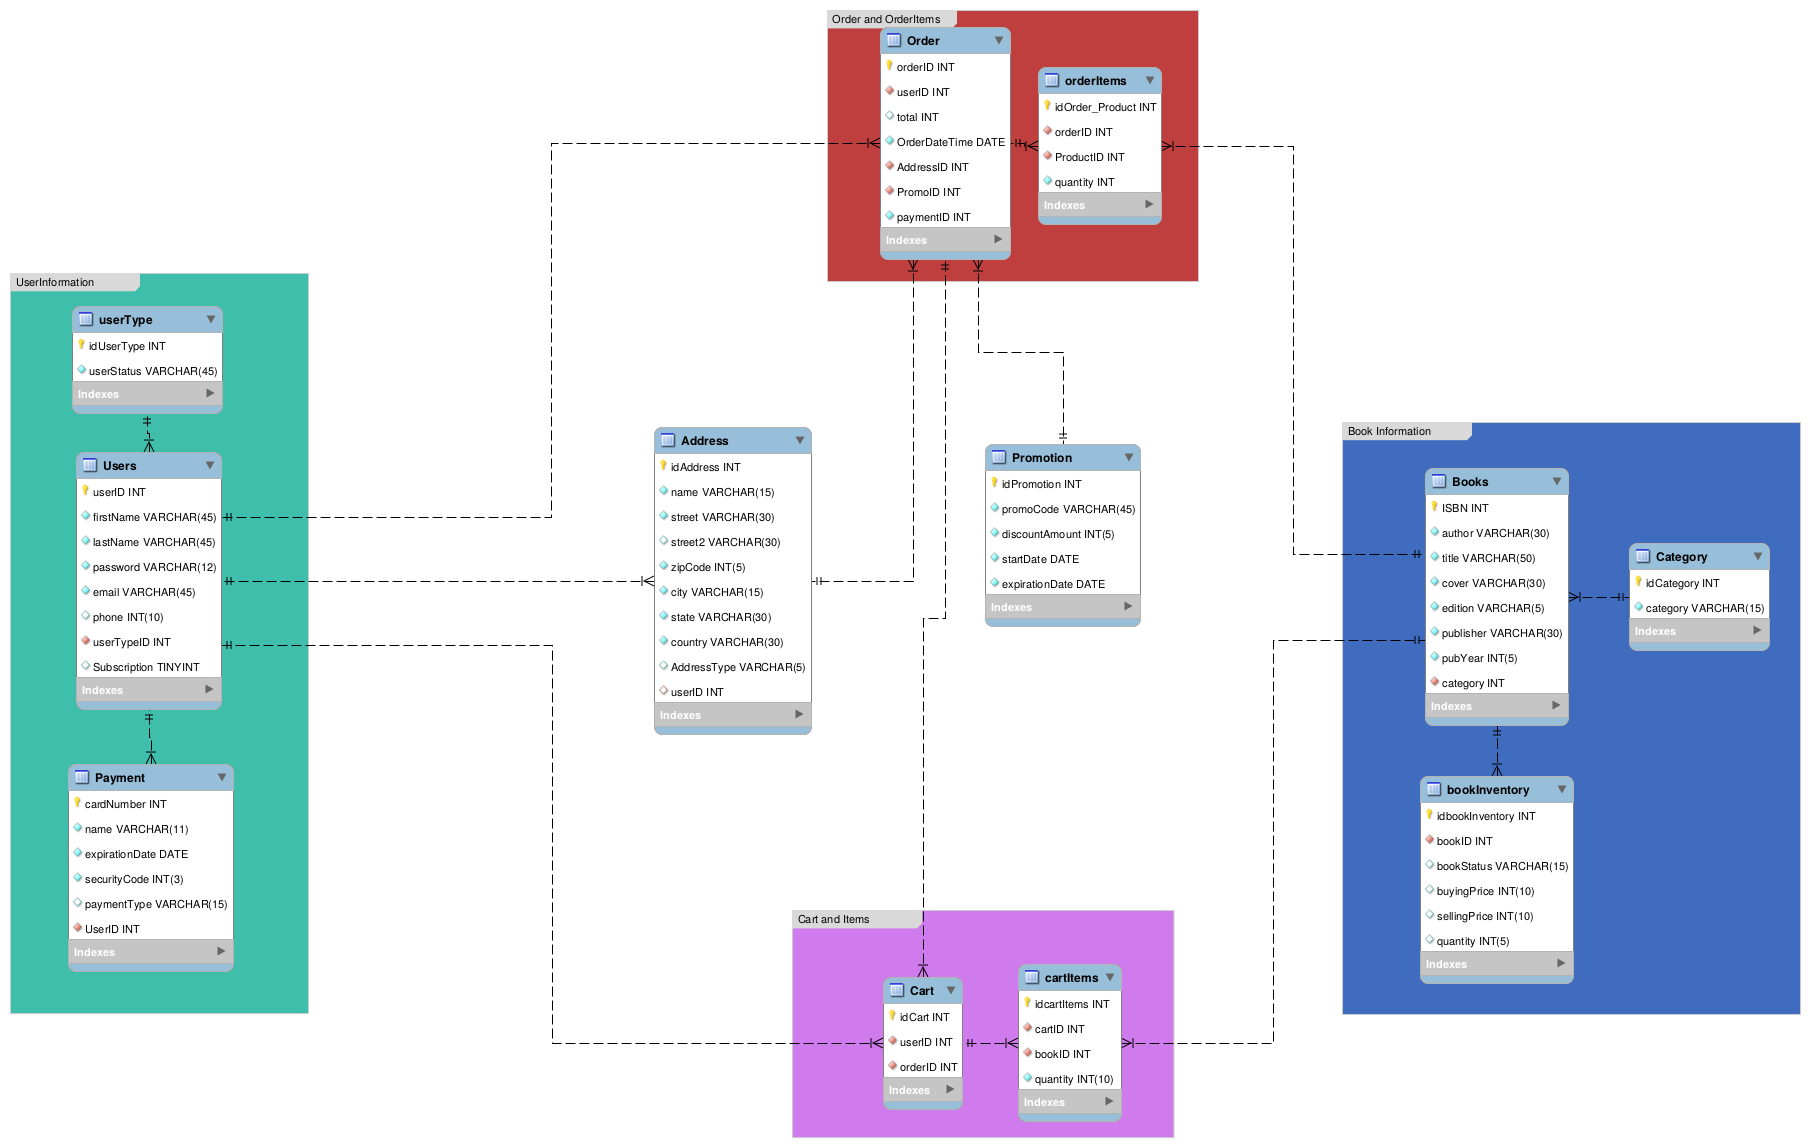 Order and OrderItems
Order
orderID INT
userID INT
total INT
OrderDateTime DATE
AddressID INT
PromoID INT
paymentID INT
Indexes
orderItems
idOrder_Product INT
orderID INT
ProductID INT
quantity INT
Indexes
UserInformation
userType
idUserType INT
userStatus VARCHAR(45)
Indexes
Users
userID INT
firstName VARCHAR(45)
lastName VARCHAR(45)
password VARCHAR(12)
email VARCHAR(45)
phone INT(10)
userTypeID INT
Subscription TINYINT
Indexes
Payment
cardNumber INT
name VARCHAR(11)
expirationDate DATE
securityCode INT(3)
paymentType VARCHAR(15)
UserID INT
Indexes
Address
idAddress INT
name VARCHAR(15)
street VARCHAR(30)
street2 VARCHAR(30)
zipCode INT(5)
city VARCHAR(15)
state VARCHAR(30)
country VARCHAR(30)
AddressType VARCHAR(5)
userID INT
Indexes
Promotion
idPromotion INT
promoCode VARCHAR(45)
discountAmount INT(5)
startDate DATE
expirationDate DATE
Indexes
Book Information
Books
ISBN INT
author VARCHAR(30)
title VARCHAR(50)
cover VARCHAR(30)
edition VARCHAR(5)
publisher VARCHAR(30)
pubYear INT(5)
category INT
Indexes
Category
idCategory INT
category VARCHAR(15)
Indexes
bookInventory
idbookInventory INT
bookID INT
bookStatus VARCHAR(15)
buyingPrice INT(10)
sellingPrice INT(10)
quantity INT(5)
Indexes
Cart and Items
Cart
idCart INT
userID INT
orderID INT
Indexes
cartItems
idcartItems INT
cartID INT
bookID INT
quantity INT(10)
Indexes